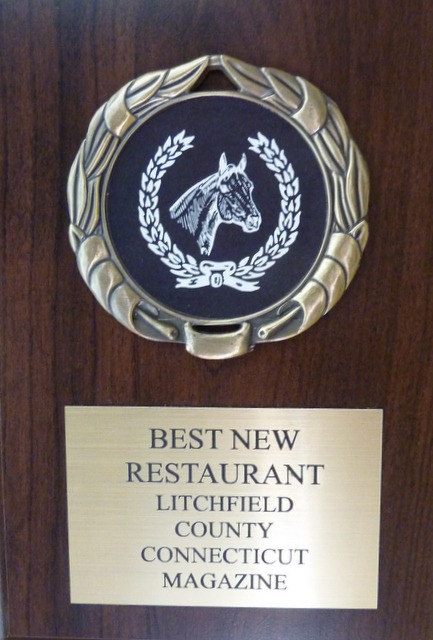 BEST NEW
RESTAURANT
LITCHFIELD
COUNTY
CONNECTICUT
MAGAZINE